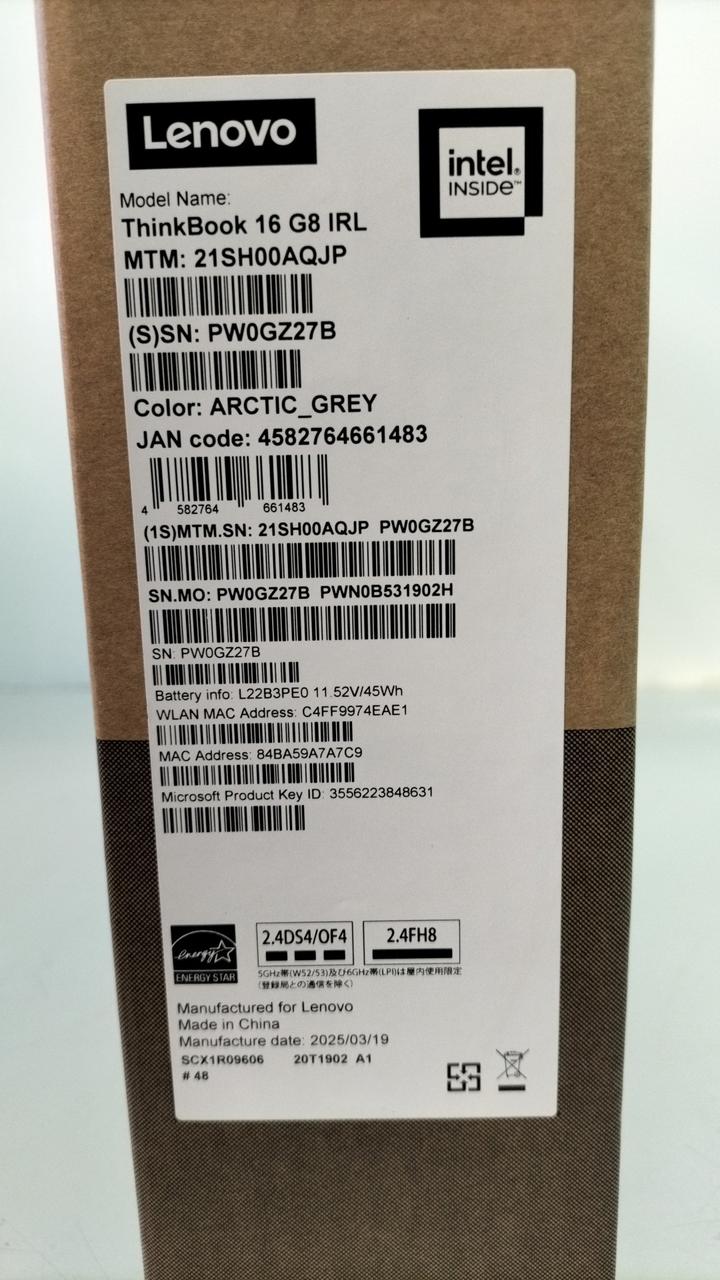 Lenovo
intel.
INSIDE™
Model Name:
ThinkBook 16 G8 IRL
MTM: 21SH00AQJP
(S)SN: PW0GZ27B
Color: ARCTIC_GREY
JAN code: 4582764661483
4 582764 661483
(1S)MTM.SN: 21SH00AQJP PW0GZ27B
SN.MO: PW0GZ27B PWN0B531902H
SN: PW0GZ27B
Battery info: L22B3PE0 11.52V/45Wh
WLAN MAC Address: C4FF9974EAE1
MAC Address: 84BA59A7A7C9
Microsoft Product Key ID: 3556223848631
energy
ENERGY STAR
2.4DS4/OF4
2.4FH8
5GHz帯(W52/53)及び6GHz帯(LPI)は屋内使用限定
(登録局との通信を除く)
Manufactured for Lenovo
Made in China
Manufacture date: 2025/03/19
SCX1R09606 20T1902 A1
# 48